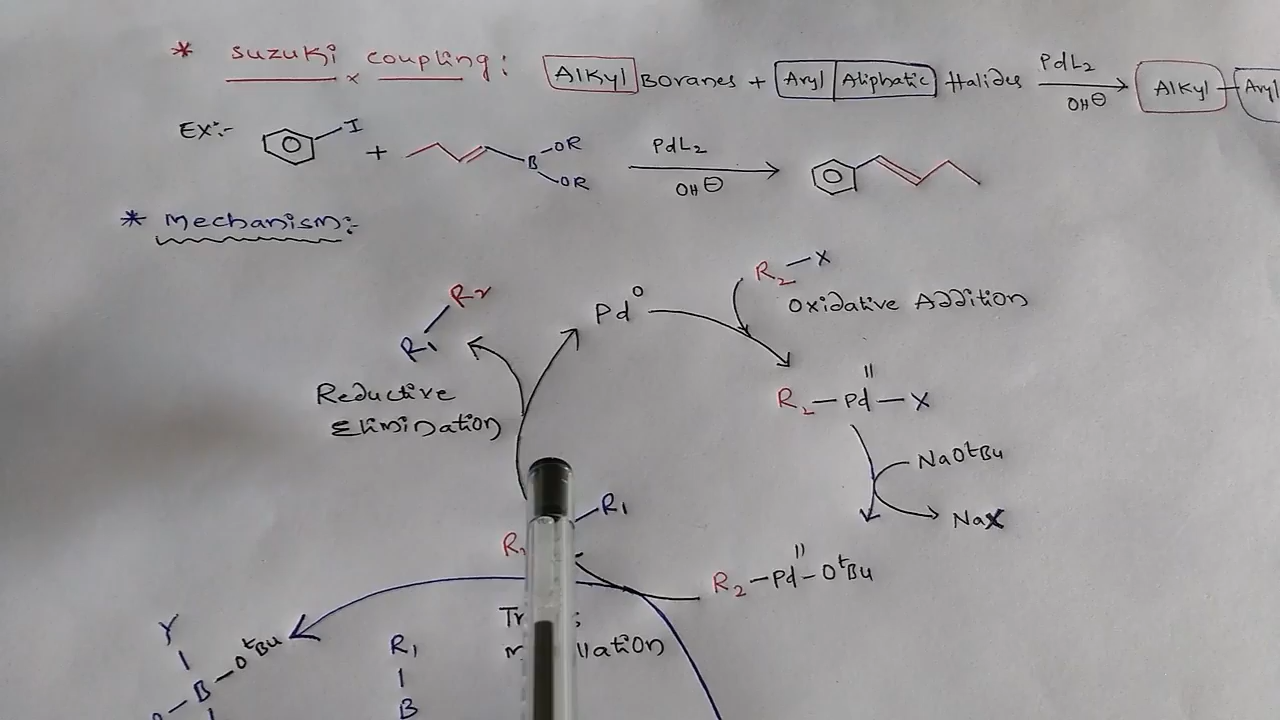 * Suzuki coupling: Alkyl Boranes + Aryl Aliphatic Halides PdL2 OH⊖ Alkyl – Aryl
Ex:- I + B OR OR PdL2 OH⊖
* Mechanism:-
R2 – X
Oxidative Addition
Pd0
R1 R2
Reductive
Elimination
R2 – Pd II – X
NaOtBu
NaX
R1
R2 – Pd II – OtBu
Y
B – OtBu
R1
B